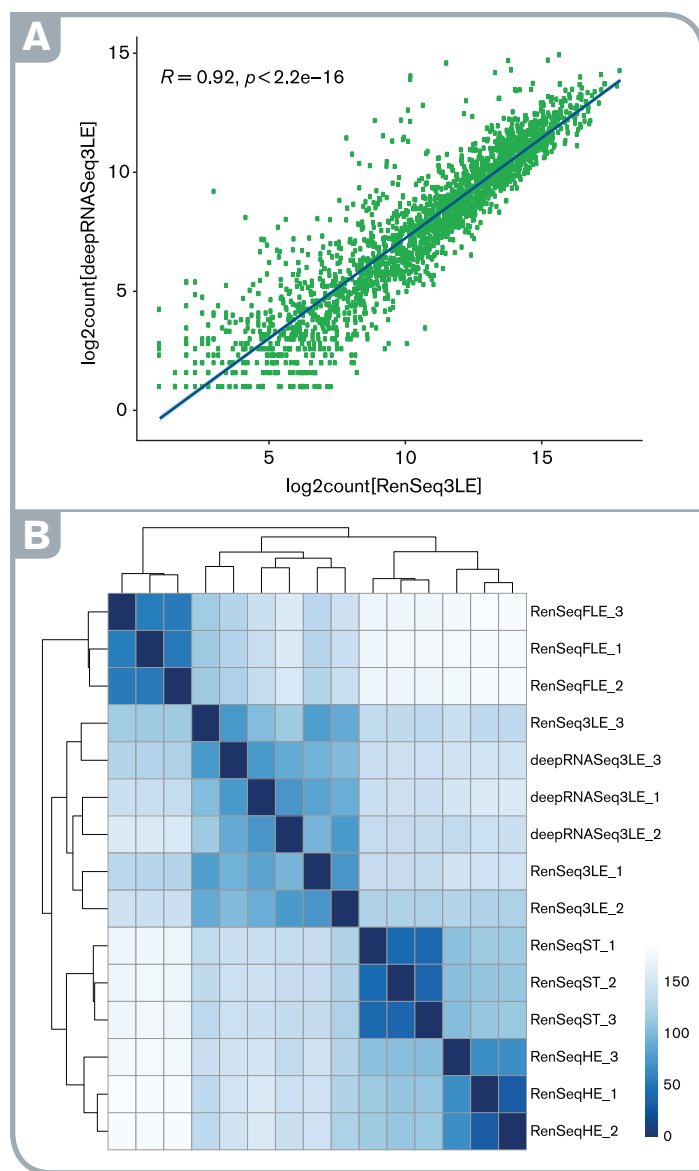 A
R = 0.92, p < 2.2e−16
15
10
5
0
log2count[deepRNASeq3LE]
5
10
15
log2count[RenSeq3LE]
B
RenSeqFLE_3
RenSeqFLE_1
RenSeqFLE_2
RenSeq3LE_3
deepRNASeq3LE_3
deepRNASeq3LE_1
deepRNASeq3LE_2
RenSeq3LE_1
RenSeq3LE_2
RenSeqST_1
RenSeqST_2
RenSeqST_3
RenSeqHE_3
RenSeqHE_1
RenSeqHE_2
150
100
50
0